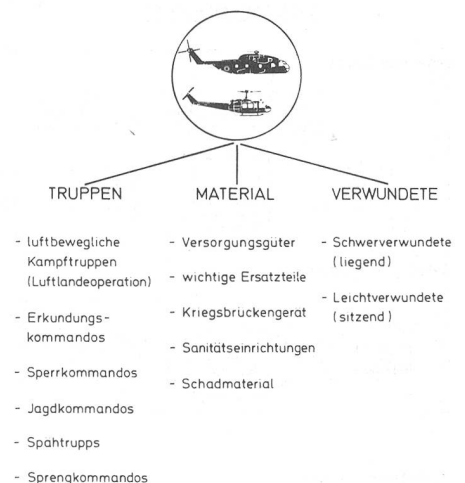 TRUPPEN
- luftbewegliche
Kampftruppen
(Luftlandeoperation)
- Erkundungs-
kommandos
- Sperrkommandos
- Jagdkommandos
- Spähtrupps
- Sprengkommandos
MATERIAL
- Versorgungsgüter
- wichtige Ersatzteile
- Kriegsbrückengerät
- Sanitätseinrichtungen
- Schadmaterial
VERWUNDETE
- Schwerverwundete
(liegend)
- Leichtverwundete
(sitzend)